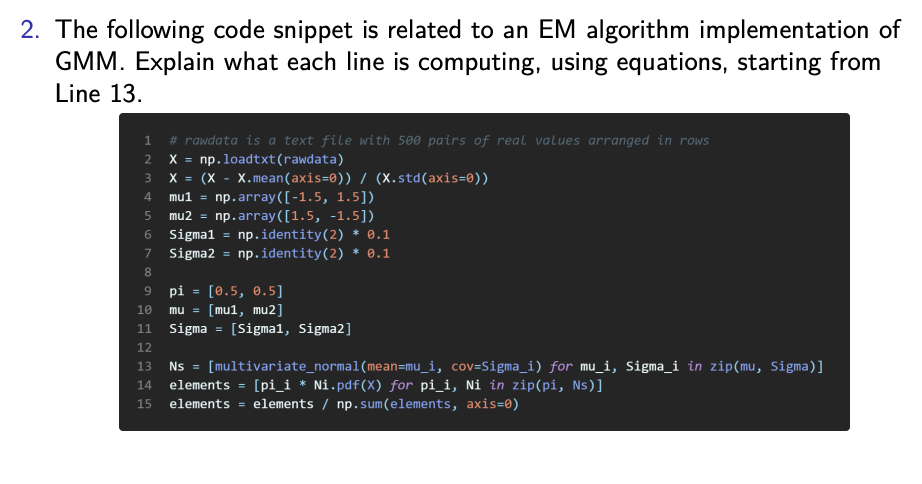 2. The following code snippet is related to an EM algorithm implementation of
GMM. Explain what each line is computing, using equations, starting from
Line 13.
1 # rawdata is a text file with 500 pairs of real values arranged in rows
2 X = np.loadtxt(rawdata)
3 X = (X - X.mean(axis=0)) / (X.std(axis=0))
4 mu1 = np.array([-1.5, 1.5])
5 mu2 = np.array([1.5, -1.5])
6 Sigma1 = np.identity(2) * 0.1
7 Sigma2 = np.identity(2) * 0.1
8
9 pi = [0.5, 0.5]
10 mu = [mu1, mu2]
11 Sigma = [Sigma1, Sigma2]
12
13 Ns = [multivariate_normal(mean=mu_i, cov=Sigma_i) for mu_i, Sigma_i in zip(mu, Sigma)]
14 elements = [pi_i * Ni.pdf(X) for pi_i, Ni in zip(pi, Ns)]
15 elements = elements / np.sum(elements, axis=0)